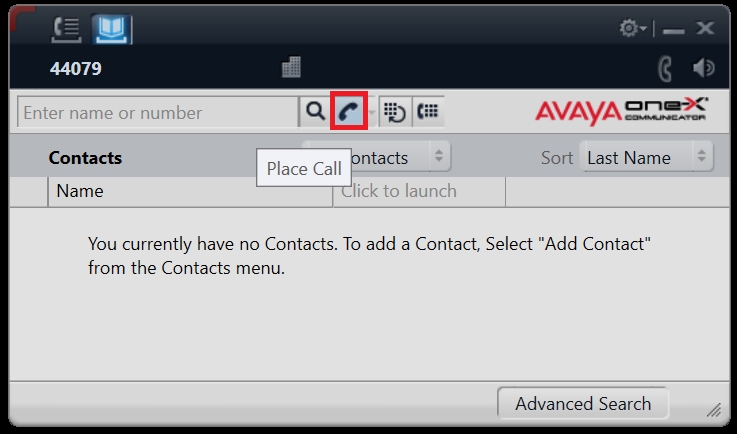 44079
Enter name or number
AVAYA one-X
COMMUNICATOR
Contacts
ontacts
Sort
Last Name
Place Call
Name
Click to launch
You currently have no Contacts. To add a Contact, Select "Add Contact"
from the Contacts menu.
Advanced Search